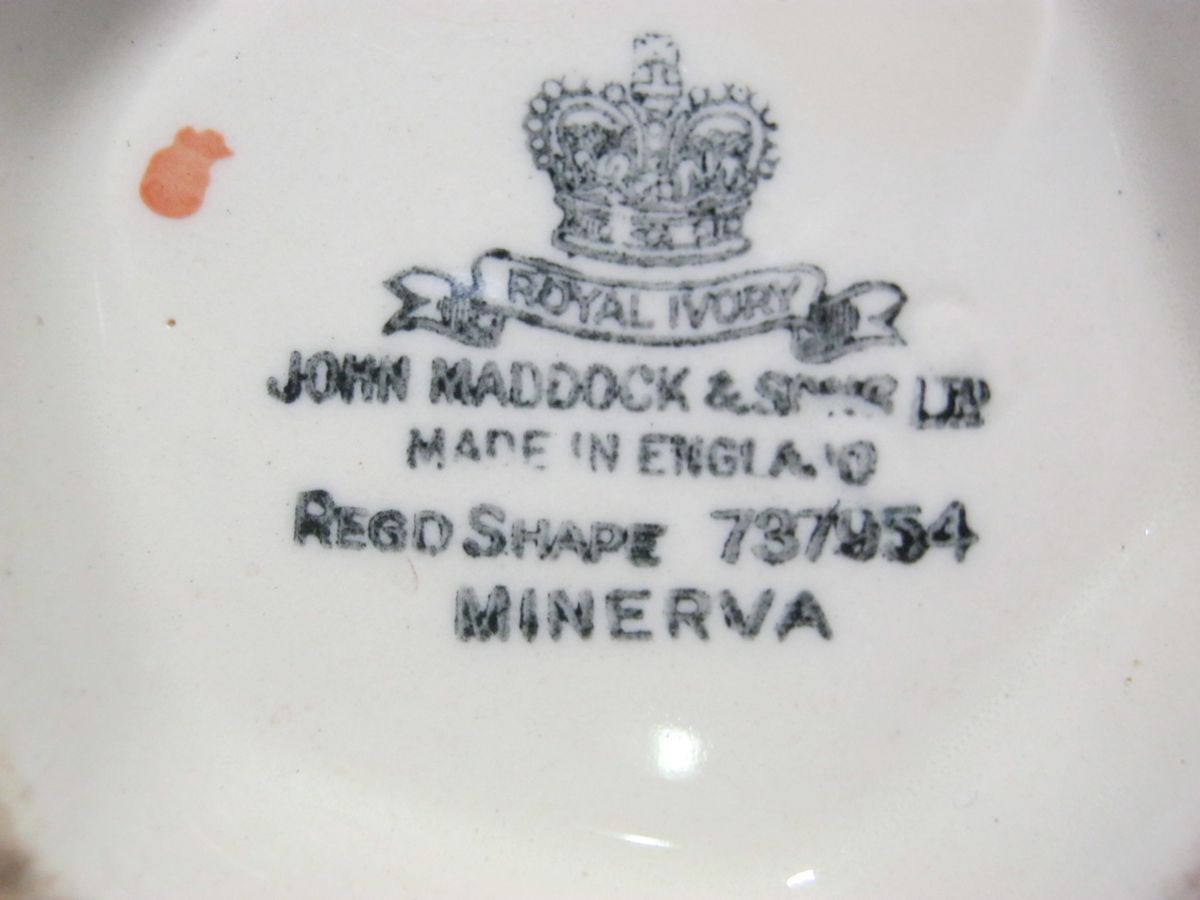 ROYAL IVORY
JOHN MADDOCK & SONS LTD
MADE IN ENGLAND
REGD SHAPE 737954
MINERVA